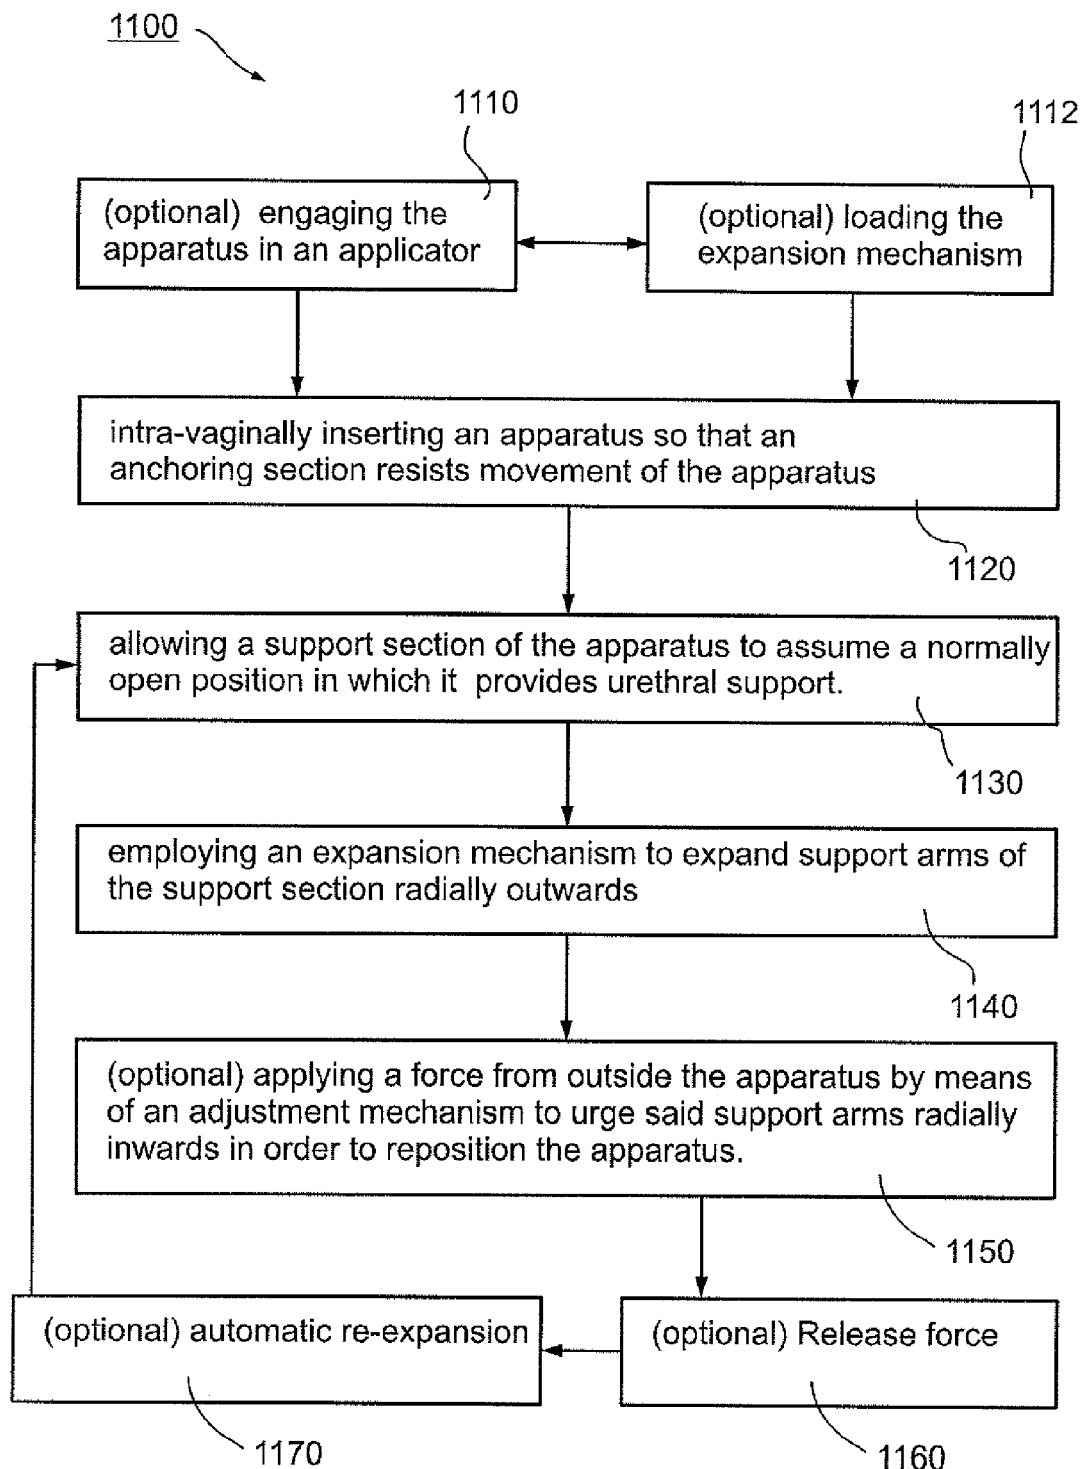 1100
1110
1112
(optional) engaging the
apparatus in an applicator
(optional) loading the
expansion mechanism
intra-vaginally inserting an apparatus so that an
anchoring section resists movement of the apparatus
1120
allowing a support section of the apparatus to assume a normally
open position in which it provides urethral support.
1130
employing an expansion mechanism to expand support arms of
the support section radially outwards
1140
(optional) applying a force from outside the apparatus by means
of an adjustment mechanism to urge said support arms radially
inwards in order to reposition the apparatus.
1150
(optional) automatic re-expansion
(optional) Release force
1170
1160